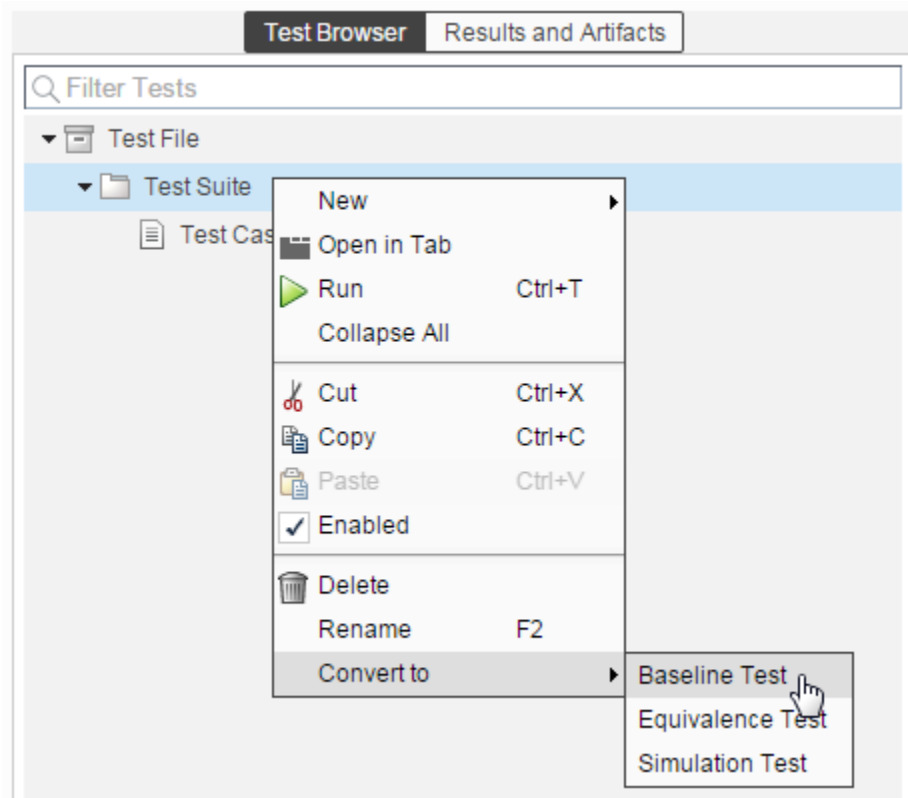 Test Browser Results and Artifacts
Filter Tests
Test File
Test Suite
Test Cas
New
Open in Tab
Run Ctrl+T
Collapse All
Cut Ctrl+X
Copy Ctrl+C
Paste Ctrl+V
Enabled
Delete
Rename F2
Convert to
Baseline Test
Equivalence Test
Simulation Test